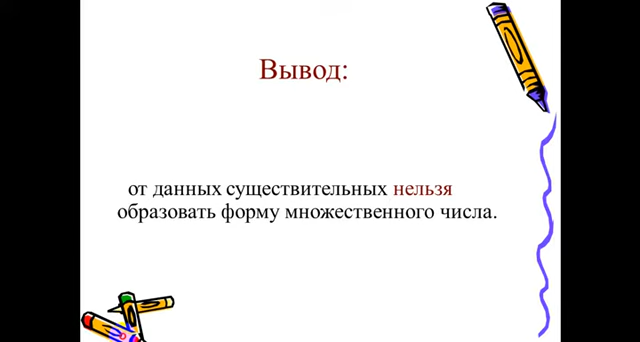 Вывод:
от данных существительных нельзя
образовать форму множественного числа.